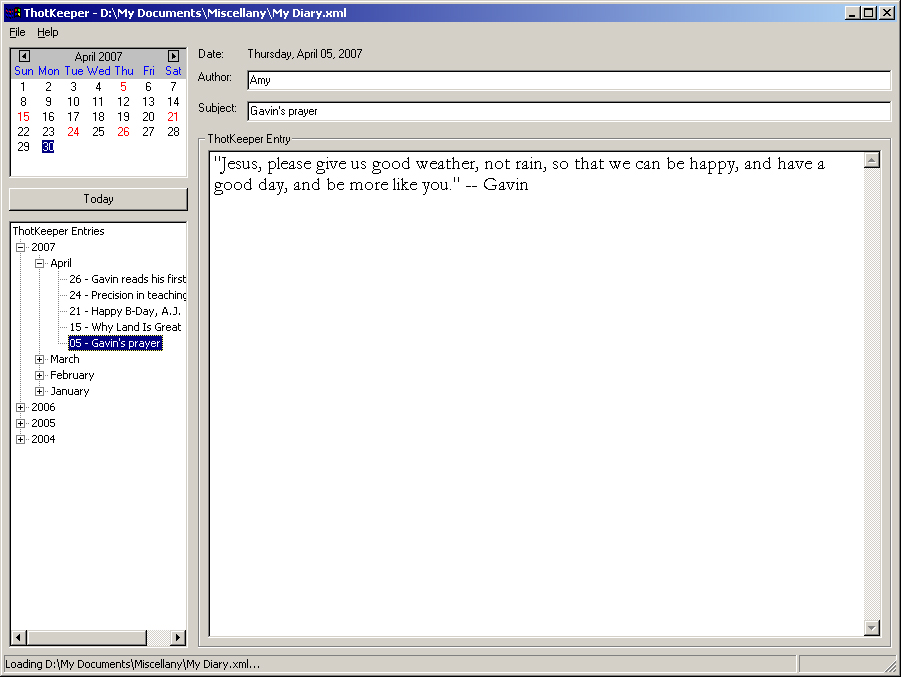 ThotKeeper - D:\My Documents\Miscellany\My Diary.xml
File Help
April 2007
Sun Mon Tue Wed Thu Fri Sat
1 2 3 4 5 6 7
8 9 10 11 12 13 14
15 16 17 18 19 20 21
22 23 24 25 26 27 28
29 30
Today
ThotKeeper Entries
2007
April
26 - Gavin reads his first
24 - Precision in teaching
21 - Happy B-Day, A.J.
15 - Why Land Is Great
05 - Gavin's prayer
March
February
January
2006
2005
2004
Date: Thursday, April 05, 2007
Author: Amy
Subject: Gavin's prayer
ThotKeeper Entry
"Jesus, please give us good weather, not rain, so that we can be happy, and have a
good day, and be more like you." -- Gavin
Loading D:\My Documents\Miscellany\My Diary.xml...